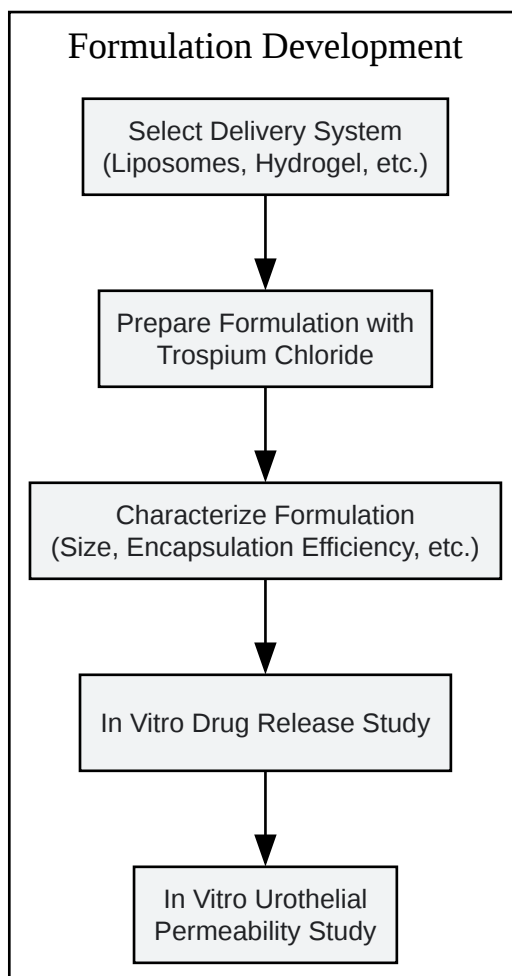 Formulation Development
Select Delivery System
(Liposomes, Hydrogel, etc.)
Prepare Formulation with
Trospium Chloride
Characterize Formulation
(Size, Encapsulation Efficiency, etc.)
In Vitro Drug Release Study
In Vitro Urothelial
Permeability Study